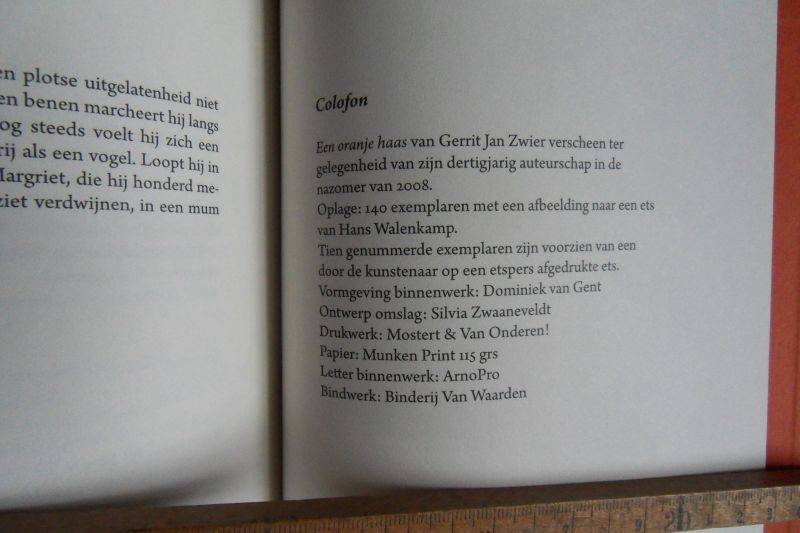 en plotse uitgelatenheid niet
en benen marcheert hij langs
og steeds voelt hij zich een
rij als een vogel. Loopt hij in
Margriet, die hij honderd me-
ziet verdwijnen, in een mum
Colofon
Een oranje haas van Gerrit Jan Zwier verscheen ter
gelegenheid van zijn dertigjarig auteurschap in de
nazomer van 2008.
Oplage: 140 exemplaren met een afbeelding naar een ets
van Hans Walenkamp.
Tien genummerde exemplaren zijn voorzien van een
door de kunstenaar op een etspers afgedrukte ets.
Vormgeving binnenwerk: Dominiek van Gent
Ontwerp omslag: Silvia Zwaaneveldt
Drukwerk: Mostert & Van Onderen!
Papier: Munken Print 115 grs
Letter binnenwerk: ArnoPro
Bindwerk: Binderij Van Waarden
20